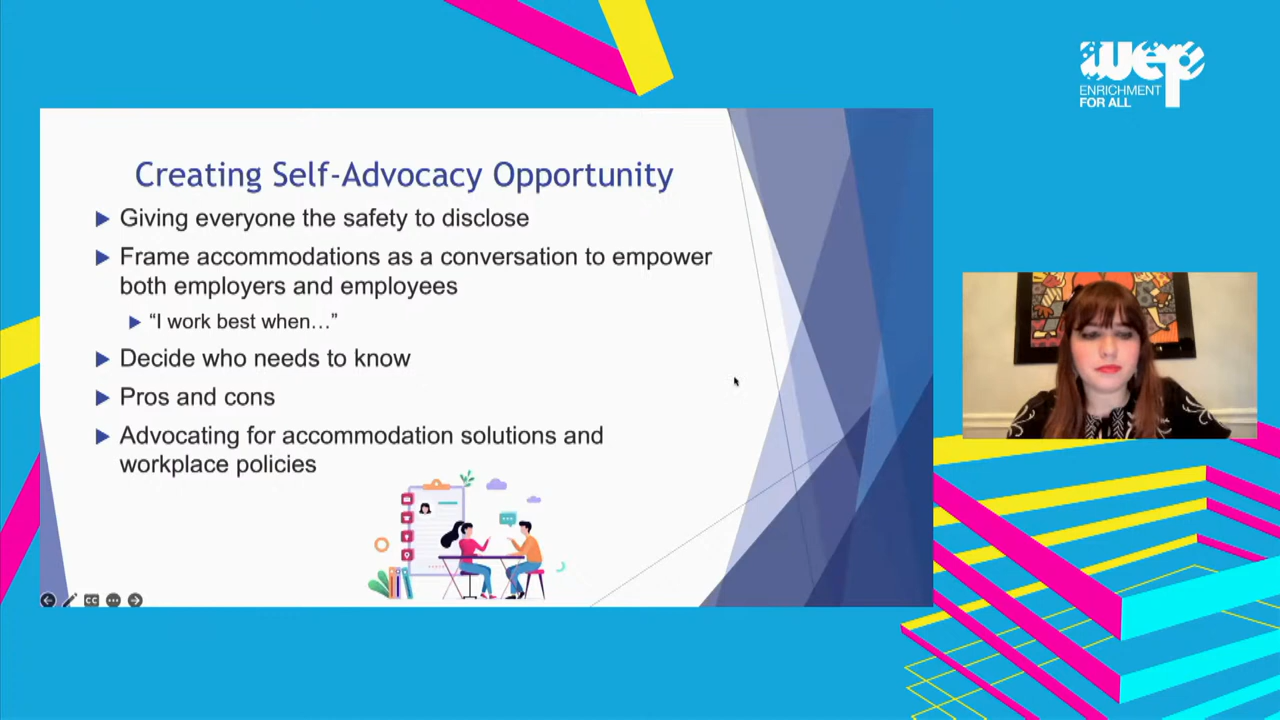 wep
ENRICHMENT
FOR ALL
Creating Self-Advocacy Opportunity
Giving everyone the safety to disclose
Frame accommodations as a conversation to empower
both employers and employees
“I work best when…”
Decide who needs to know
Pros and cons
Advocating for accommodation solutions and
workplace policies
CC